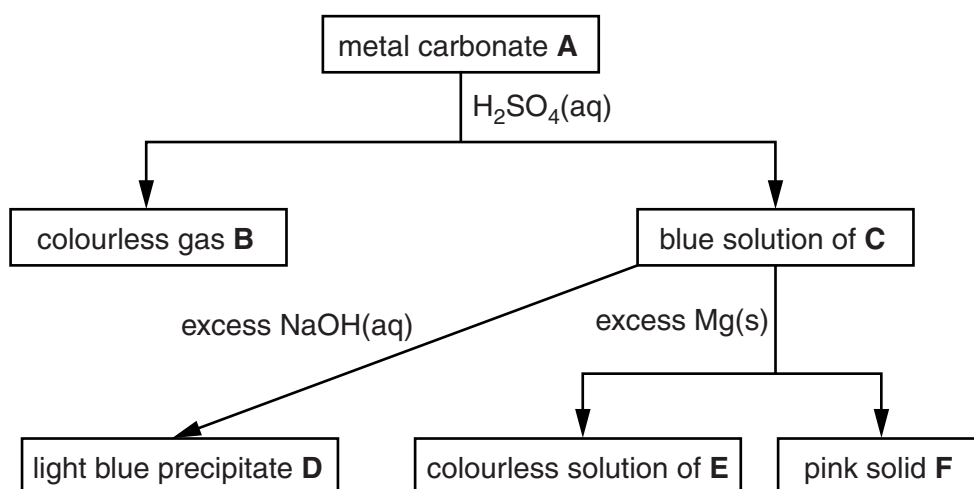 metal carbonate A
H₂SO₄(aq)
colourless gas B
blue solution of C
excess NaOH(aq)
excess Mg(s)
light blue precipitate D
colourless solution of E
pink solid F